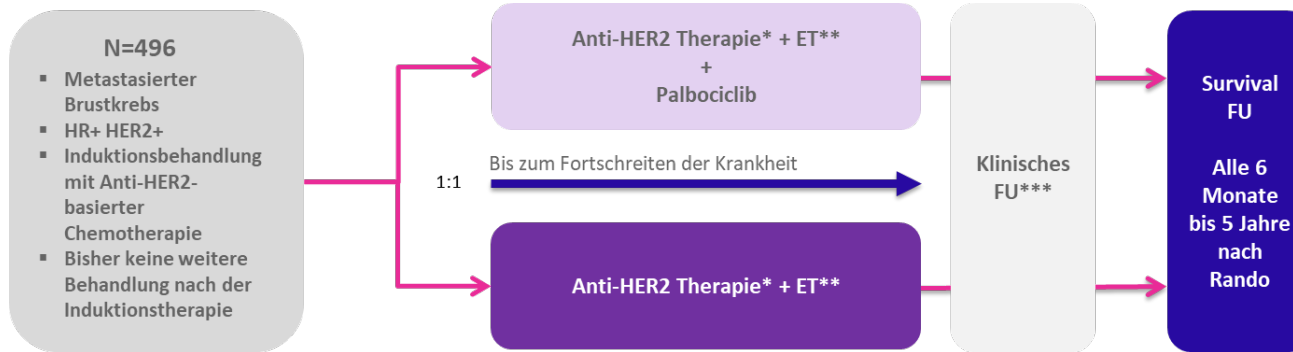 N=496
▪ Metastasierter
Brustkrebs
▪ HR+ HER2+
▪ Induktionsbehandlung
mit Anti-HER2-
basierter
Chemotherapie
▪ Bisher keine weitere
Behandlung nach der
Induktionstherapie
1:1
Anti-HER2 Therapie* + ET**
+
Palbociclib
Bis zum Fortschreiten der Krankheit
Anti-HER2 Therapie* + ET**
Klinisches
FU***
Survival
FU
Alle 6
Monate
bis 5 Jahre
nach
Rando